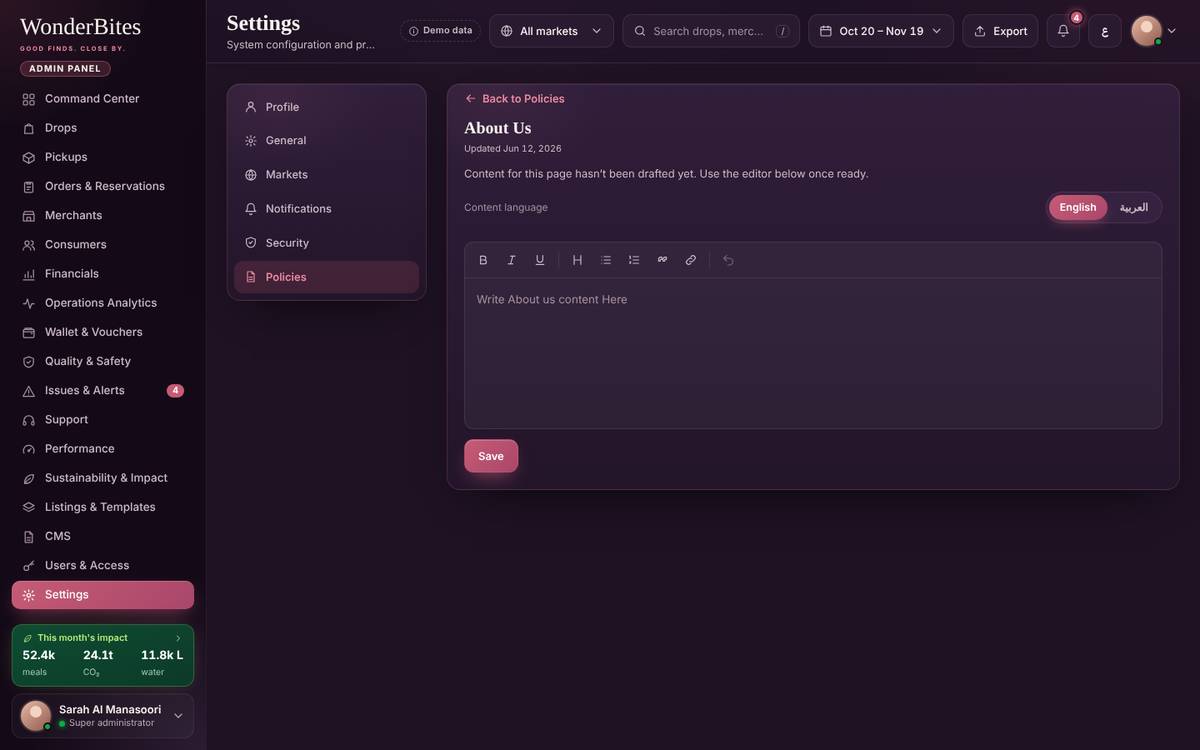 WonderBites
GOOD FINDS. CLOSE BY.
ADMIN PANEL
Command Center
Drops
Pickups
Orders & Reservations
Merchants
Consumers
Financials
Operations Analytics
Wallet & Vouchers
Quality & Safety
Issues & Alerts 4
Support
Performance
Sustainability & Impact
Listings & Templates
CMS
Users & Access
Settings
This month's impact
52.4k 24.1t 11.8k L
meals CO₂ water
Sarah Al Manasoori
Super administrator
Settings
System configuration and pr...
Demo data
All markets
Search drops, merc... /
Oct 20 – Nov 19
Export
4
ع
Profile
General
Markets
Notifications
Security
Policies
Back to Policies
About Us
Updated Jun 12, 2026
Content for this page hasn't been drafted yet. Use the editor below once ready.
Content language
English العربية
B I U H
Write About us content Here
Save